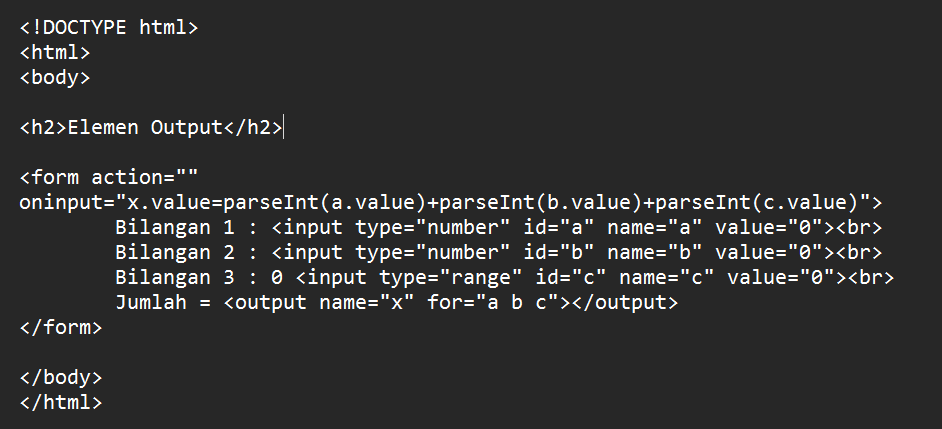 <!DOCTYPE html>
<html>
<body>
<h2>Elemen Output</h2>
<form action=""
oninput="x.value=parseInt(a.value)+parseInt(b.value)+parseInt(c.value)">
Bilangan 1 : <input type="number" id="a" name="a" value="0"><br>
Bilangan 2 : <input type="number" id="b" name="b" value="0"><br>
Bilangan 3 : 0 <input type="range" id="c" name="c" value="0"><br>
Jumlah = <output name="x" for="a b c"></output>
</form>
</body>
</html>